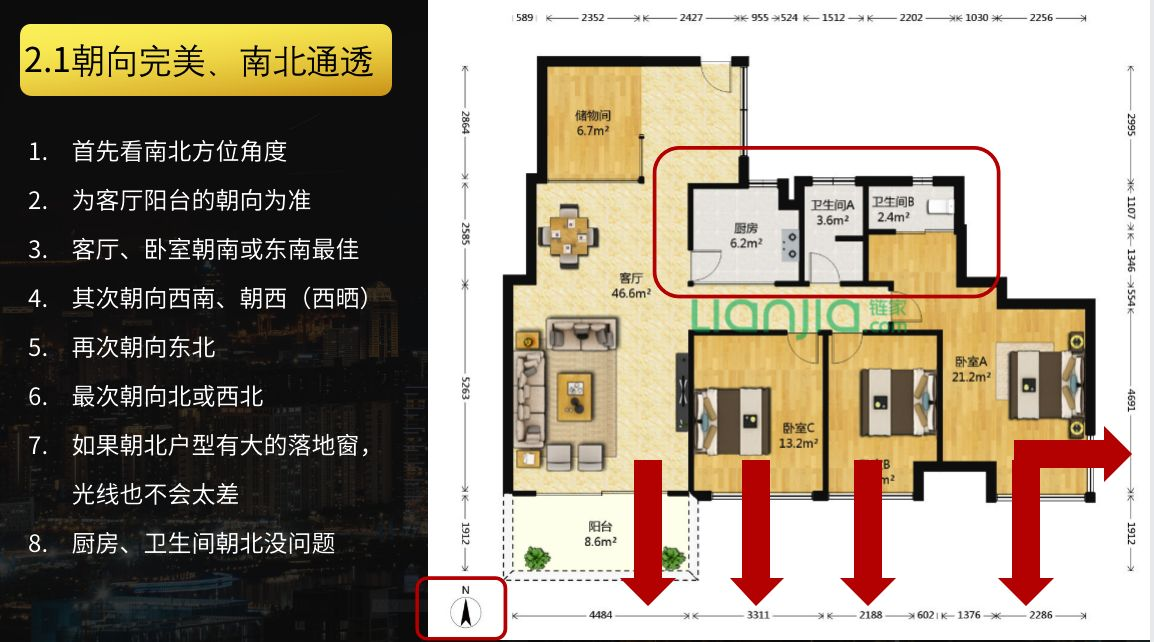 2.1朝向完美、南北通透
1. 首先看南北方位角度
2. 为客厅阳台的朝向为准
3. 客厅、卧室朝南或东南最佳
4. 其次朝向西南、朝西（西晒）
5. 再次朝向东北
6. 最次朝向北或西北
7. 如果朝北户型有大的落地窗，
光线也不会太差
8. 厨房、卫生间朝北没问题
589 2352 2427 955 524 1512 2202 1030 2256
2864
2585
5263
1912
储物间
6.7m²
厨房
6.2m²
卫生间A
3.6m²
卫生间B
2.4m²
客厅
46.6m²
Lianjia 链家
.com
卧室A
21.2m²
卧室C
13.2m²
B
m²
阳台
8.6m²
2995
1107
1346
554
4691
1912
N
4484 3311 2188 602 1376 2286